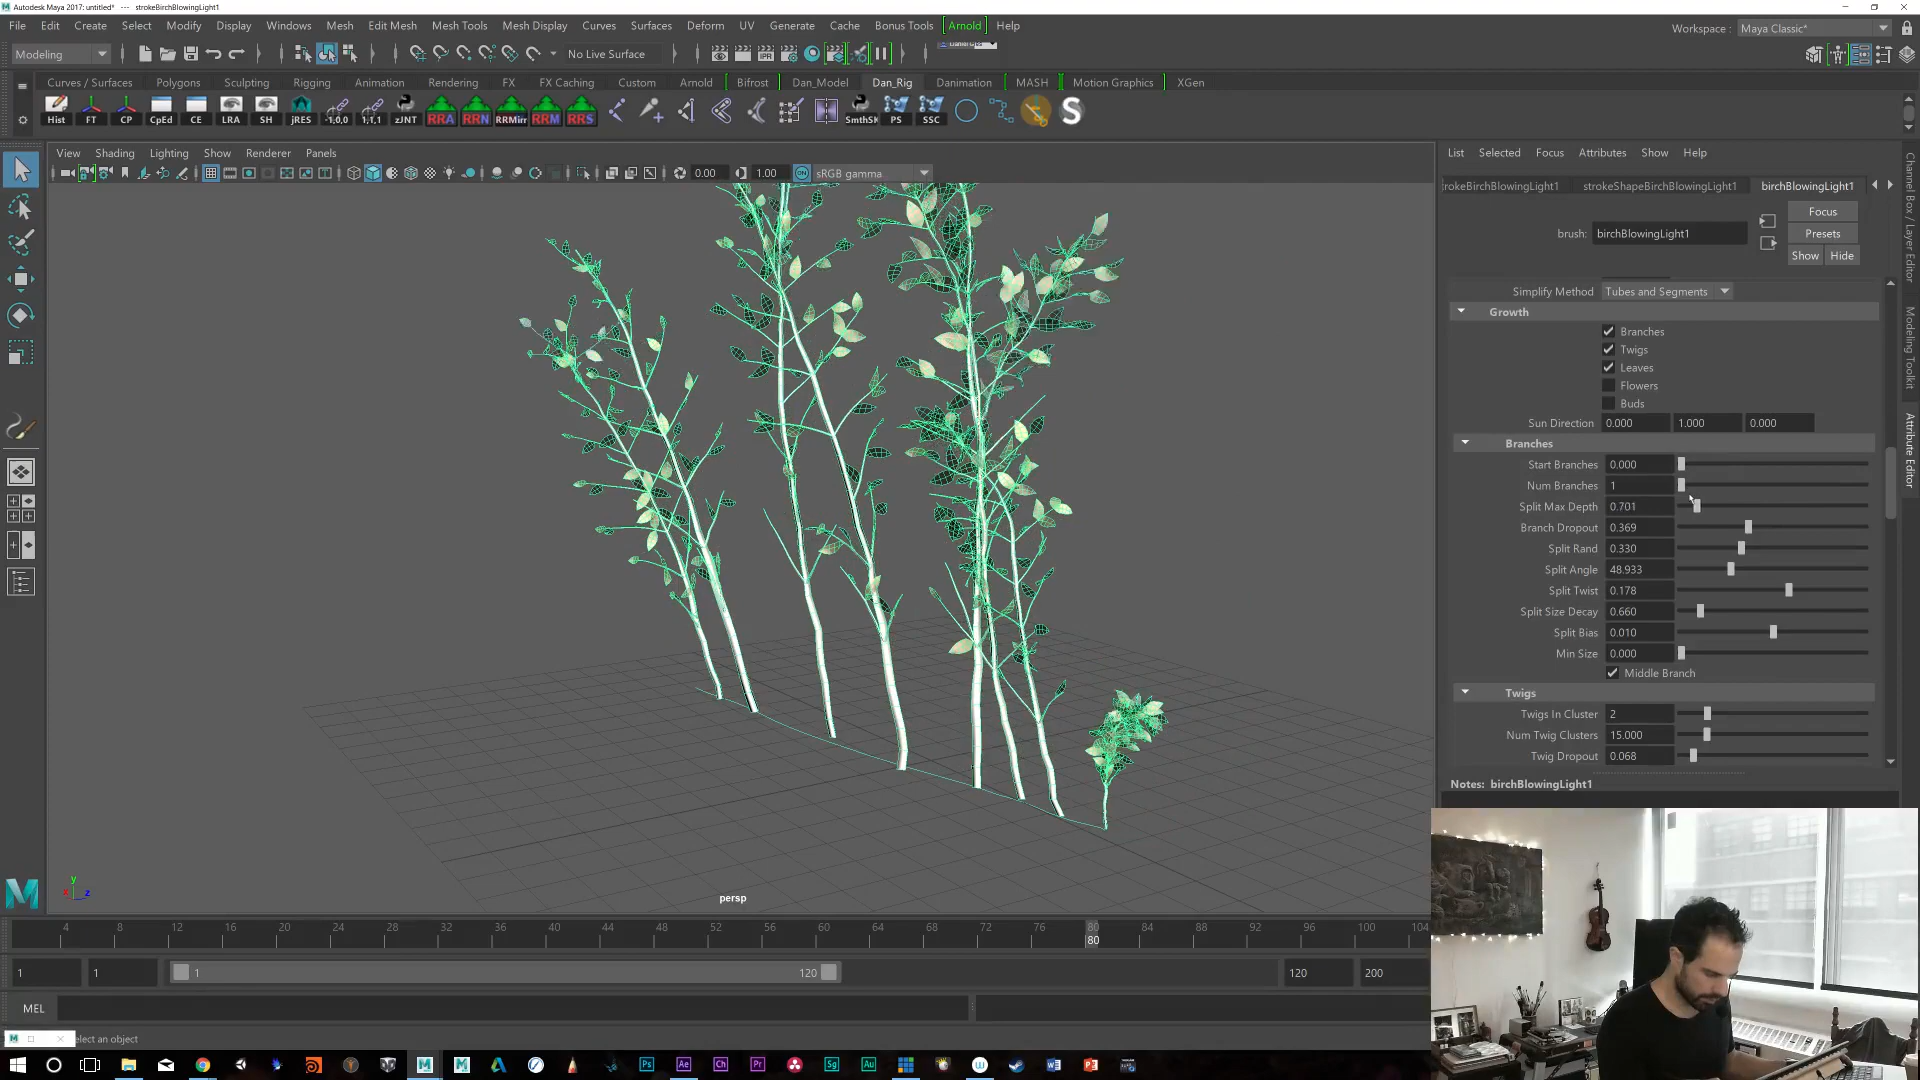 Autodesk Maya 2017: untitled* --- strokeBirchBlowingLight1
File Edit Create Select Modify Display Windows Mesh Edit Mesh Mesh Tools Mesh Display Curves Surfaces Deform UV Generate Cache Bonus Tools Arnold Help
Workspace : Maya Classic*
Modeling No Live Surface
Curves / Surfaces Polygons Sculpting Rigging Animation Rendering FX FX Caching Custom Arnold Bifrost Dan_Model Dan_Rig Danimation MASH Motion Graphics XGen
Hist FT CP CpEd CE LRA SH jRES -1;0,0 1;1,1 zJNT RRA RRN RRMirr RRM RRS SmthSk PS SSC
View Shading Lighting Show Renderer Panels
0.00 1.00 ON sRGB gamma
List Selected Focus Attributes Show Help
strokeShapeBirchBlowingLight1 birchBlowingLight1
brush: birchBlowingLight1
Focus
Presets
Show Hide
Simplify Method Tubes and Segments
Growth
Branches
Twigs
Leaves
Flowers
Buds
Sun Direction 0.000 1.000 0.000
Branches
Start Branches 0.000
Num Branches 1
Split Max Depth 0.701
Branch Dropout 0.369
Split Rand 0.330
Split Angle 48.933
Split Twist 0.178
Split Size Decay 0.660
Split Bias 0.010
Min Size 0.000
Middle Branch
Twigs
Twigs In Cluster 2
Num Twig Clusters 15.000
Twig Dropout 0.068
Notes: birchBlowingLight1
Channel Box / Layer Editor
Modeling Toolkit
Attribute Editor
y
x z
persp
4 8 12 16 20 24 28 32 36 40 44 48 52 56 60 64 68 72 76 80 84 88 92 96 100 104
80
1 1 1 120 120 200
MEL
elect an object
Ps Ae Ch Pr Sg Au